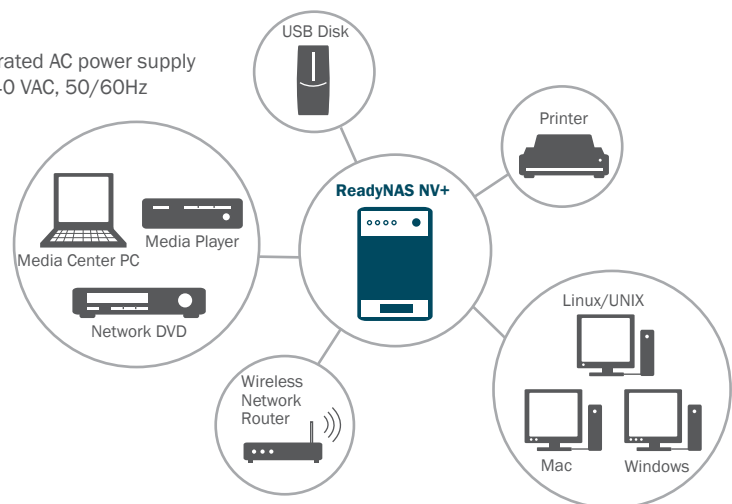 USB Disk
rated AC power supply
40 VAC, 50/60Hz
Printer
ReadyNAS NV+
Media Player
Media Center PC
Network DVD
Linux/UNIX
Wireless
Network
Router
Mac
Windows